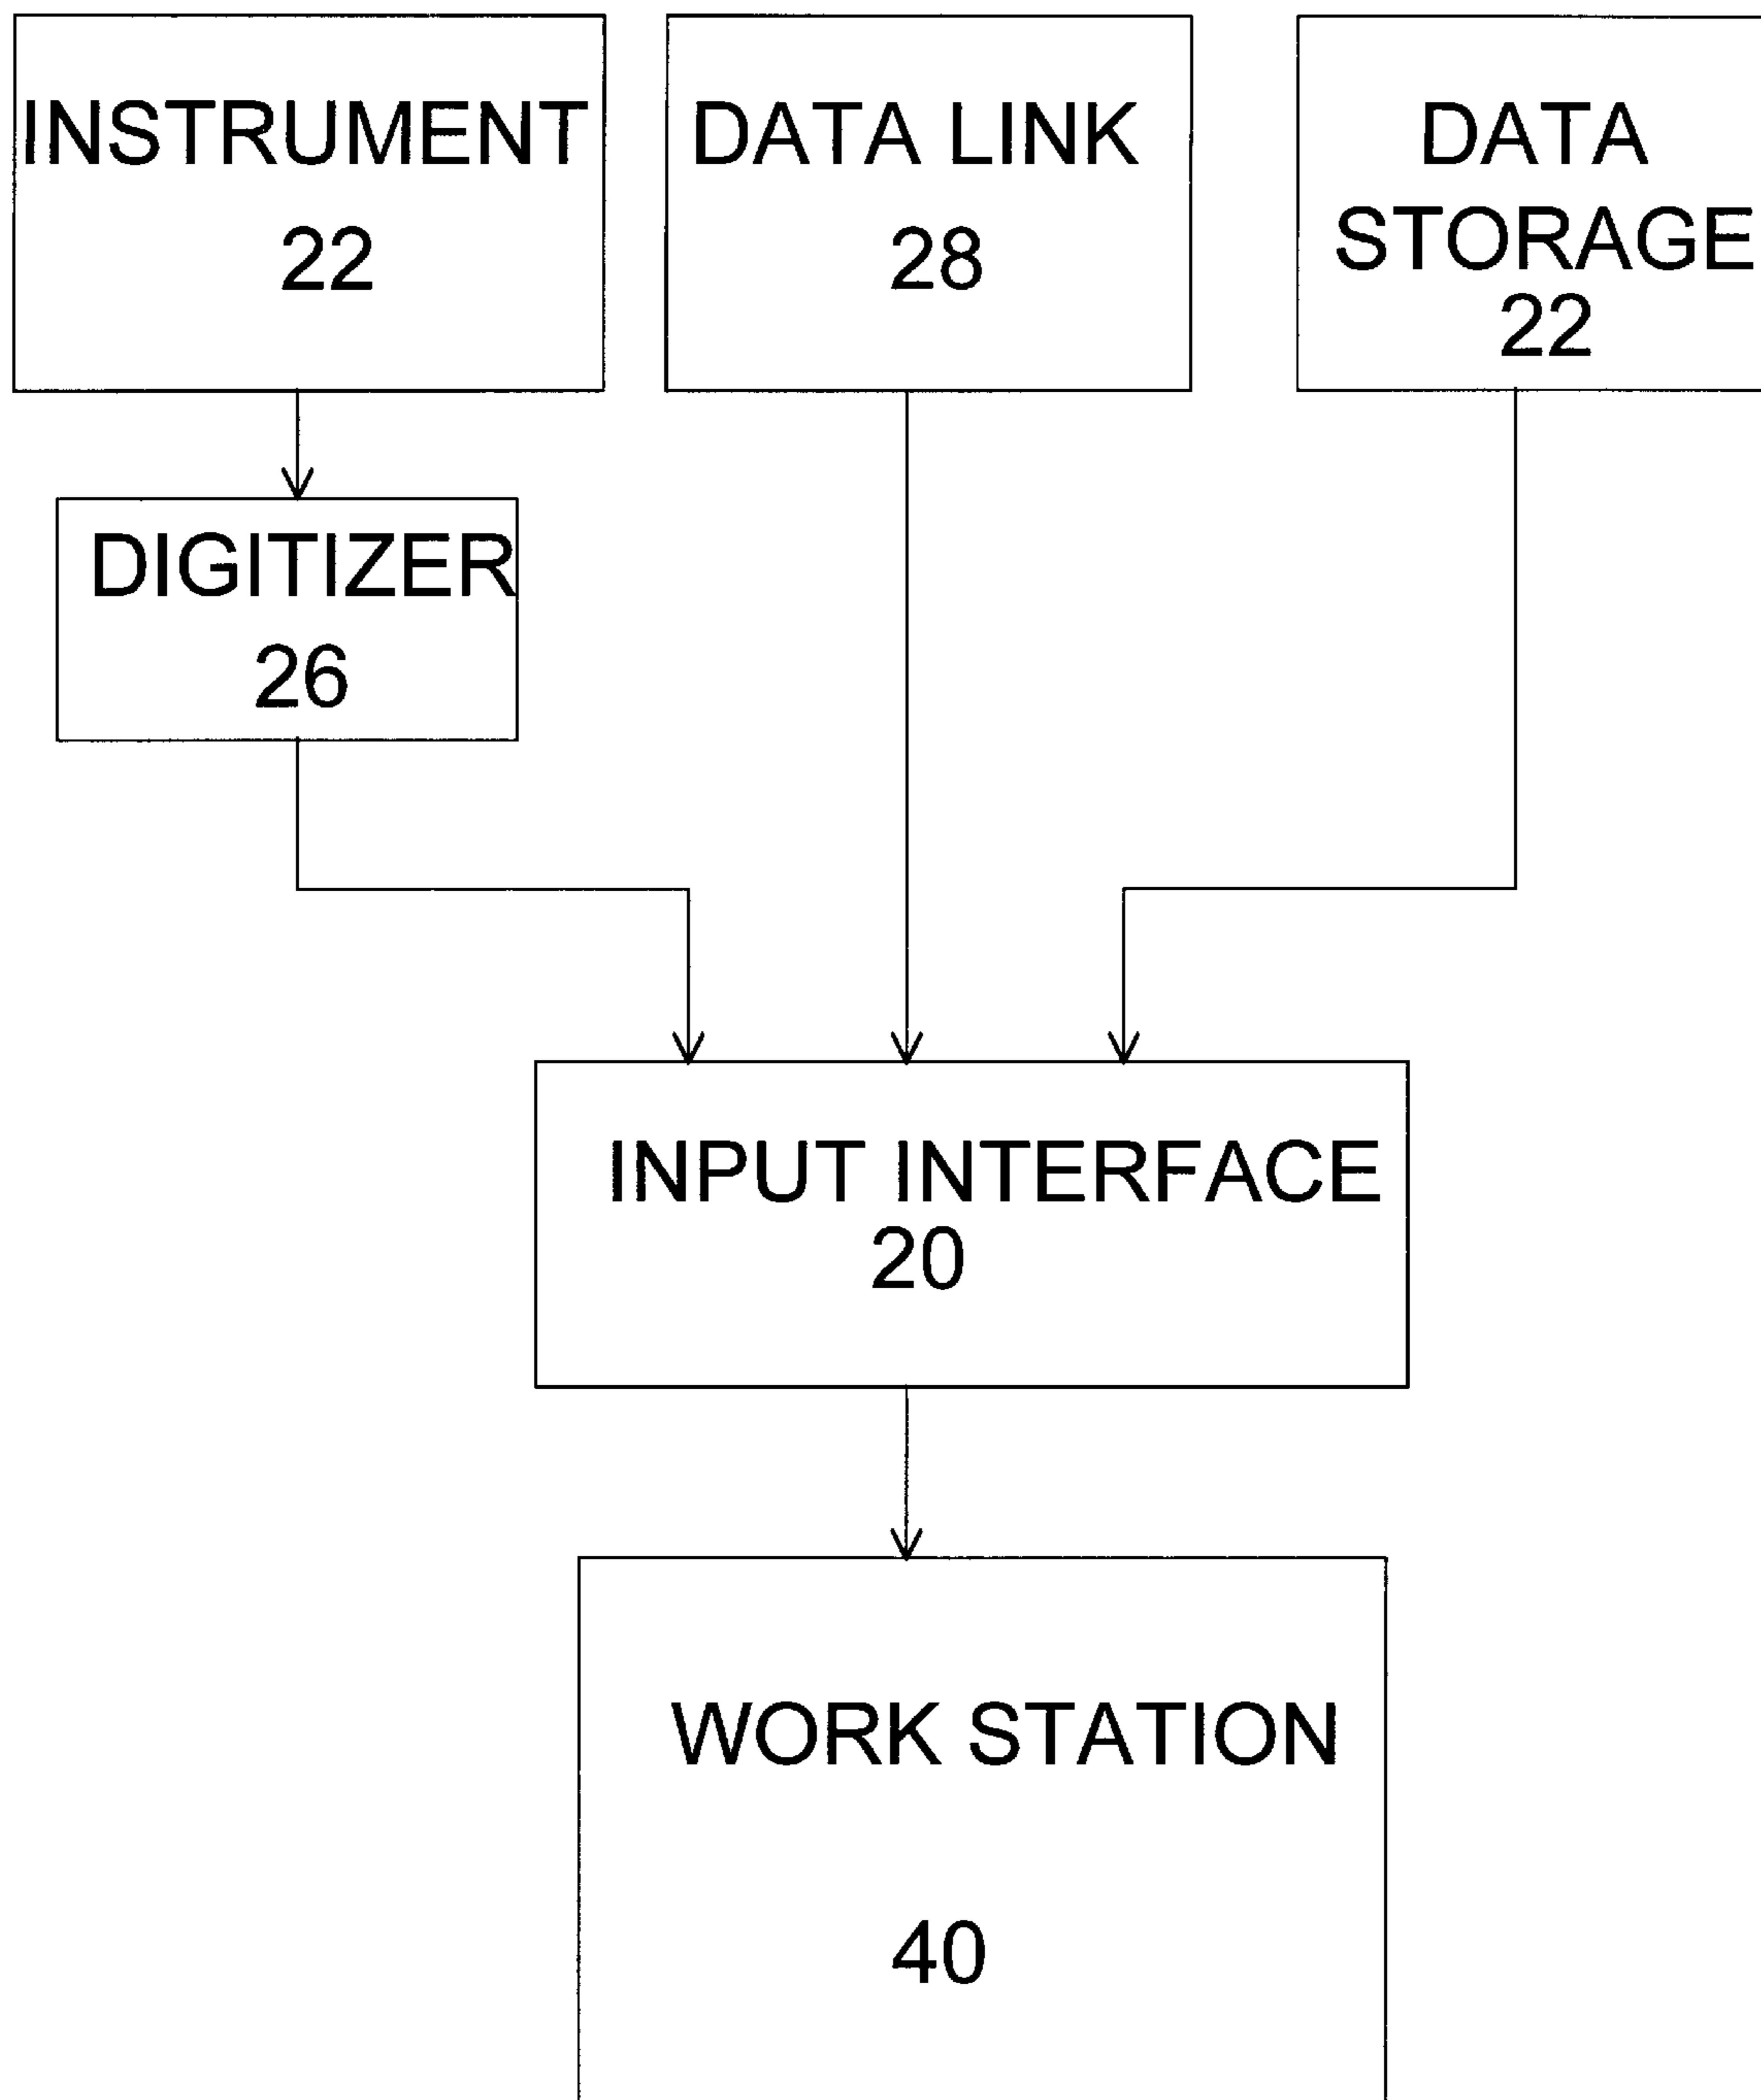 INSTRUMENT
22
DATA LINK
28
DATA
STORAGE
22
DIGITIZER
26
INPUT INTERFACE
20
WORK STATION
40